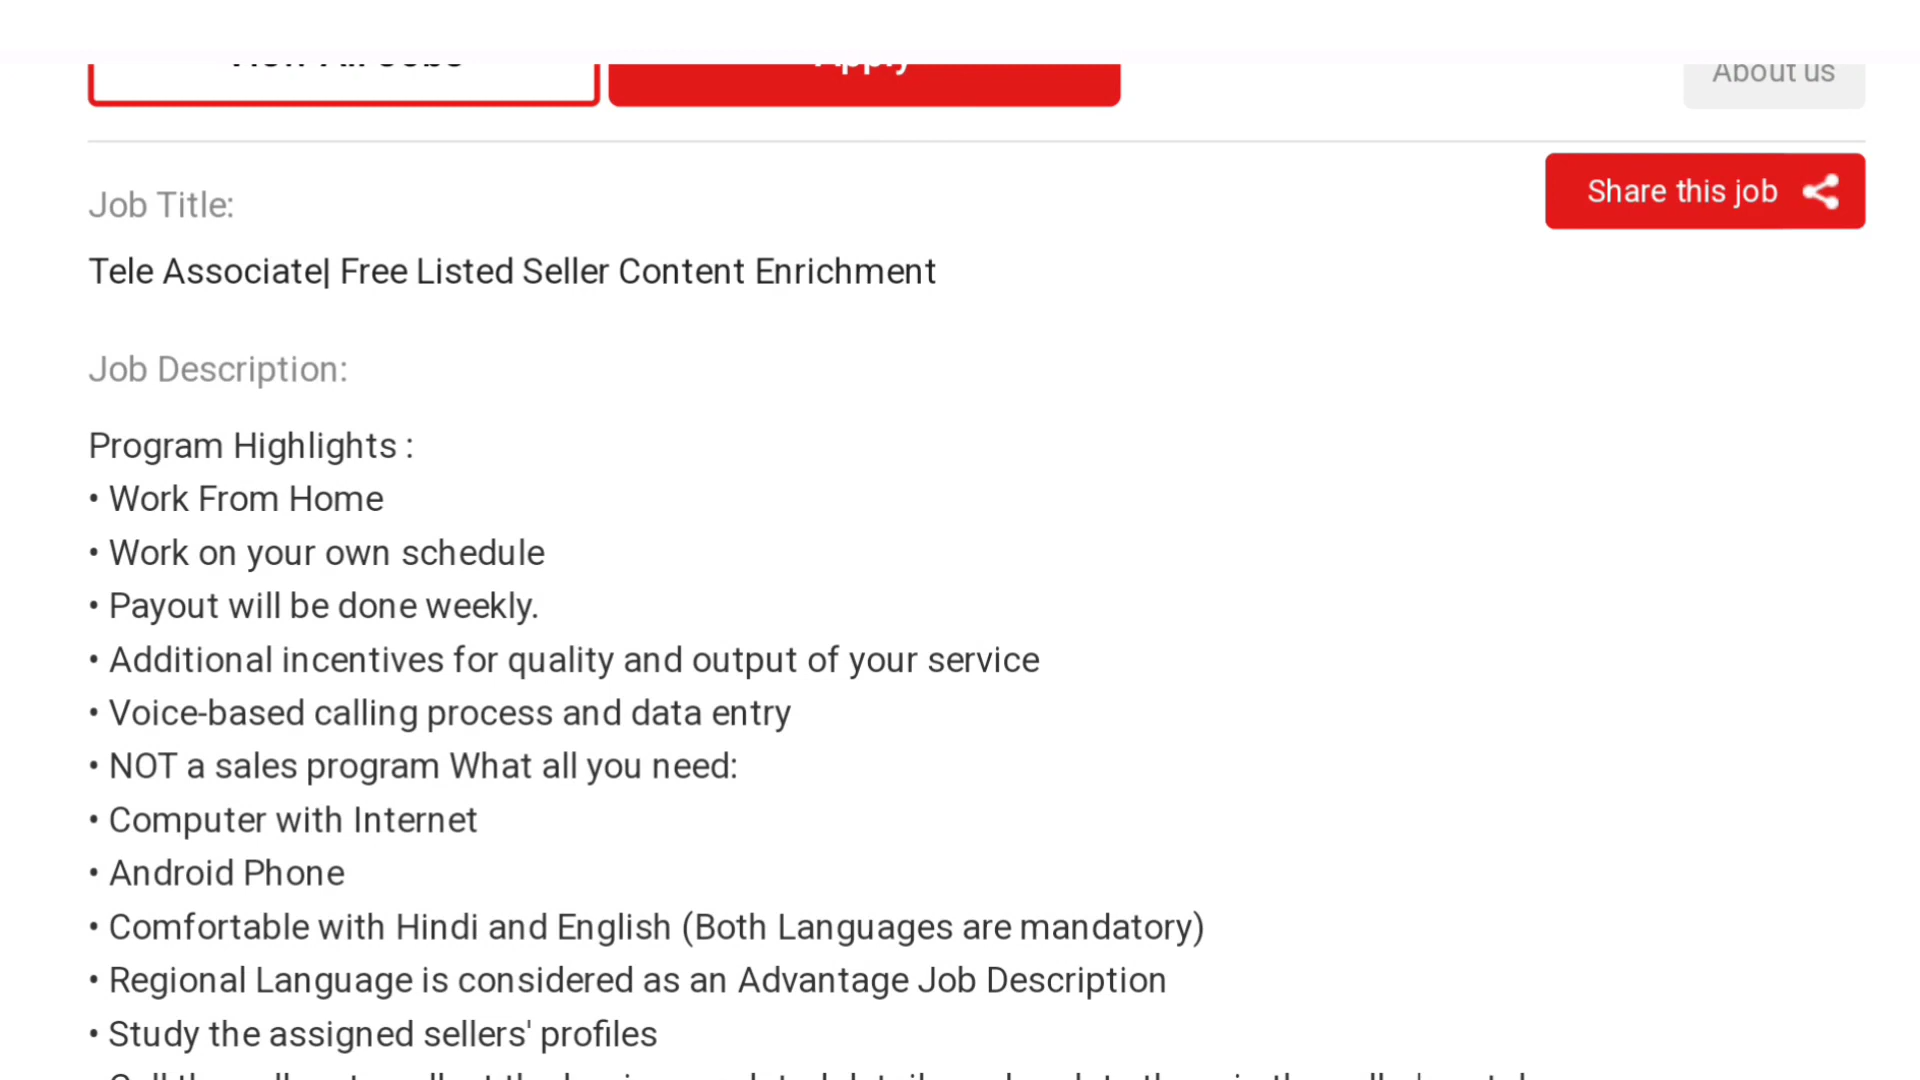 View All Jobs
Apply
About us
Share this job
Job Title:
Tele Associate| Free Listed Seller Content Enrichment
Job Description:
Program Highlights :
• Work From Home
• Work on your own schedule
• Payout will be done weekly.
• Additional incentives for quality and output of your service
• Voice-based calling process and data entry
• NOT a sales program What all you need:
• Computer with Internet
• Android Phone
• Comfortable with Hindi and English (Both Languages are mandatory)
• Regional Language is considered as an Advantage Job Description
• Study the assigned sellers' profiles